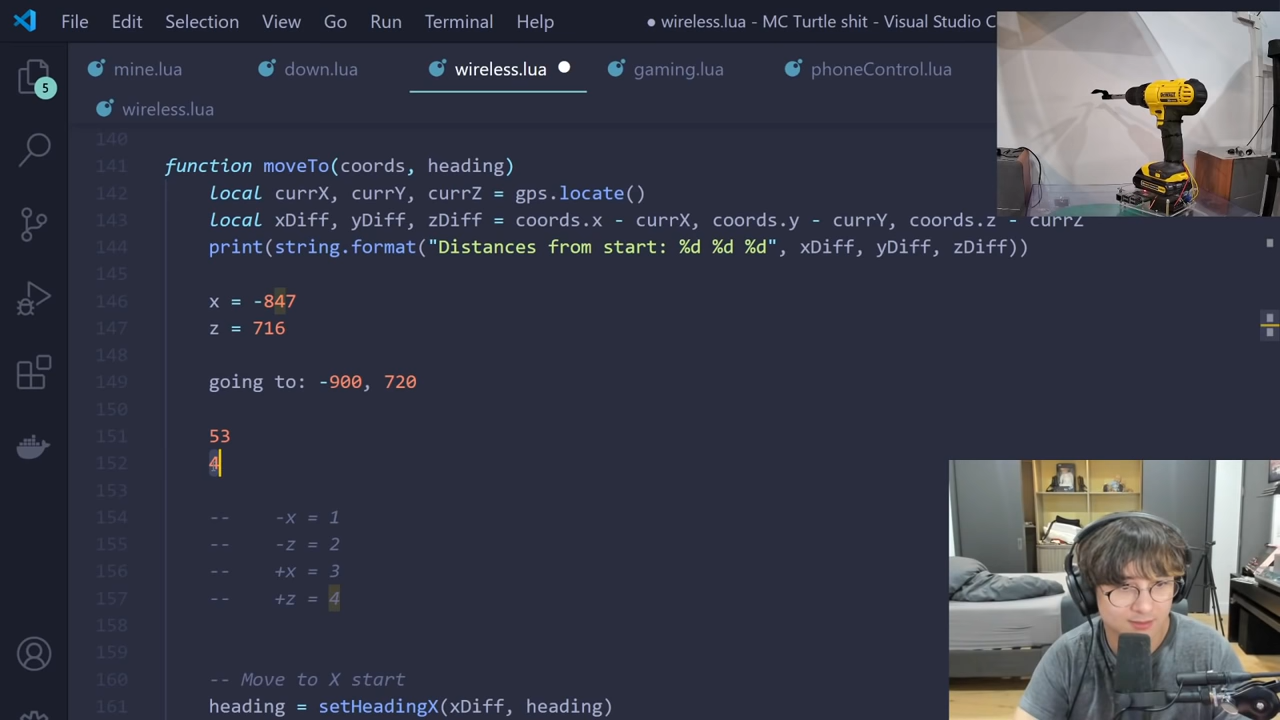 File Edit Selection View Go Run Terminal Help
● wireless.lua - MC Turtle shit - Visual Studio C
5
mine.lua down.lua wireless.lua gaming.lua phoneControl.lua
wireless.lua
140
141 function moveTo(coords, heading)
142 local currX, currY, currZ = gps.locate()
143 local xDiff, yDiff, zDiff = coords.x - currX, coords.y - currY, coords.z - currZ
144 print(string.format("Distances from start: %d %d %d", xDiff, yDiff, zDiff))
145
146 x = -847
147 z = 716
148
149 going to: -900, 720
150
151 53
152 4
153
154 -- -x = 1
155 -- -z = 2
156 -- +x = 3
157 -- +z = 4
158
159
160 -- Move to X start
161 heading = setHeadingX(xDiff, heading)